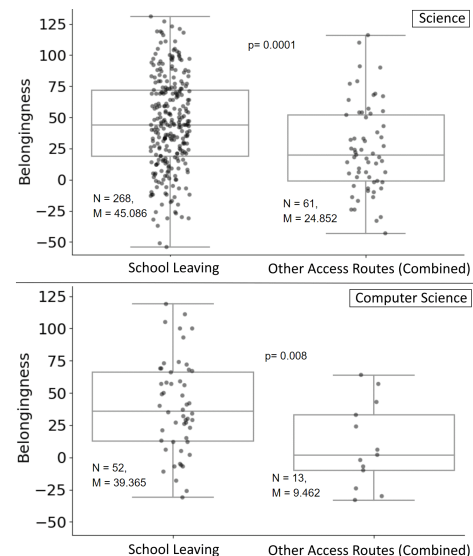 Science
125
100
75
50
25
0
−25
−50
Belongingness
p= 0.0001
N = 268,
M = 45.086
N = 61,
M = 24.852
School Leaving
Other Access Routes (Combined)
Computer Science
125
100
75
50
25
0
−25
−50
Belongingness
p= 0.008
N = 52,
M = 39.365
N = 13,
M = 9.462
School Leaving
Other Access Routes (Combined)